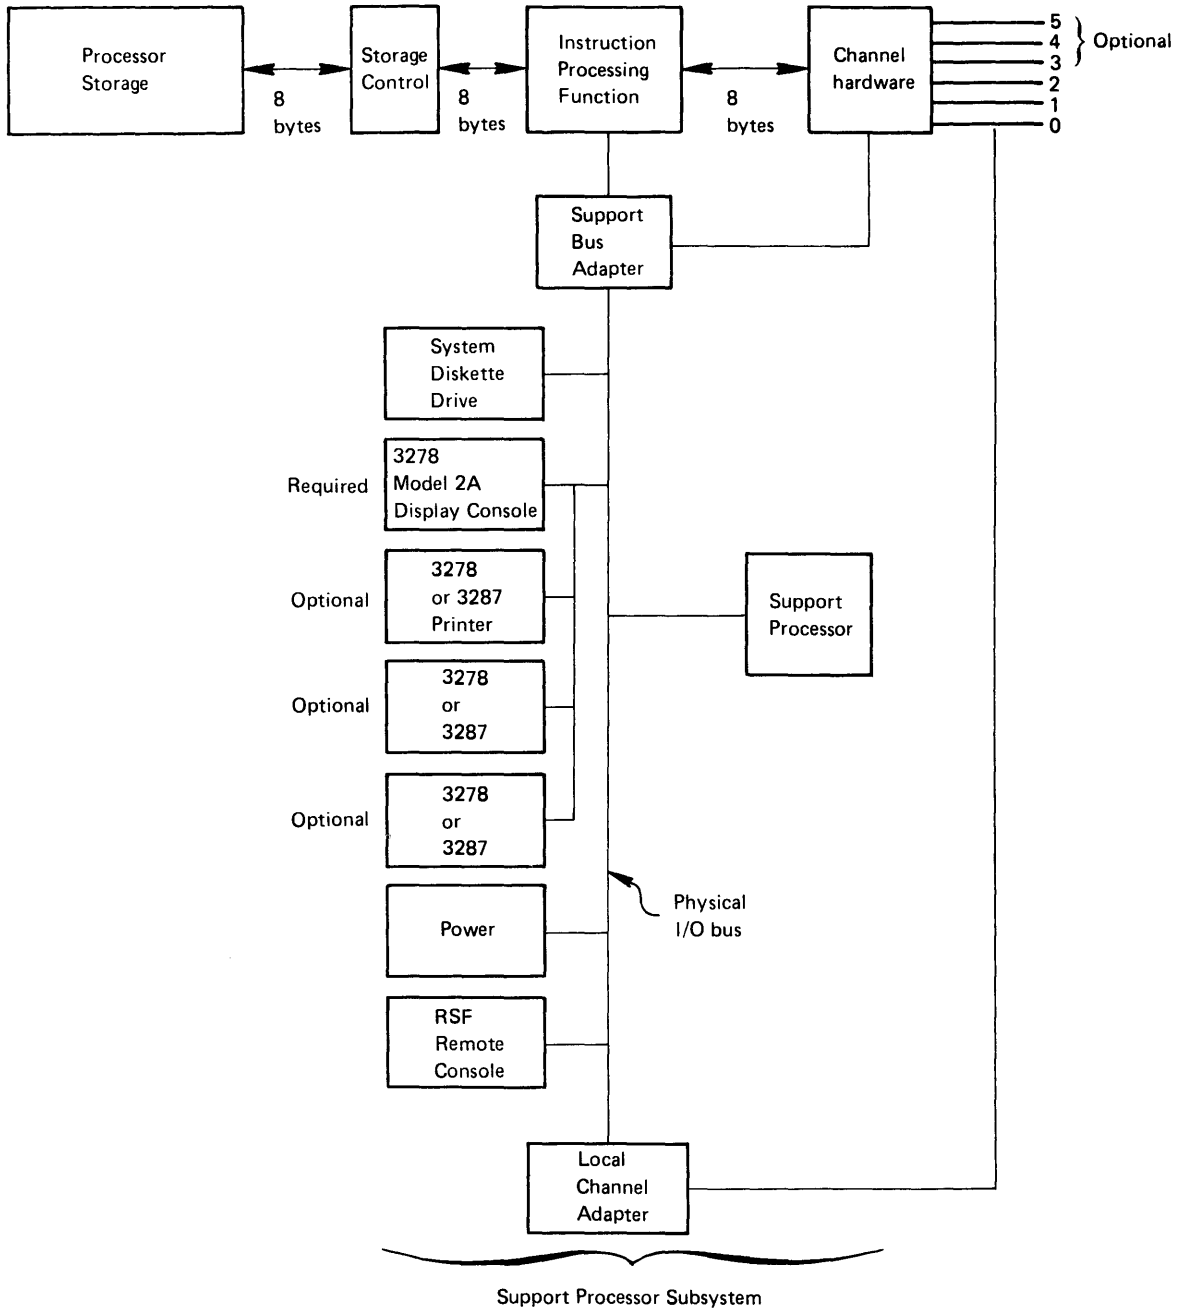 Processor
Storage
8
bytes
Storage
Control
8
bytes
Instruction
Processing
Function
8
bytes
Channel
hardware
5
4
3
2
1
0
Optional
Support
Bus
Adapter
System
Diskette
Drive
Required
3278
Model 2A
Display Console
Optional
3278
or 3287
Printer
Optional
3278
or
3287
Optional
3278
or
3287
Support
Processor
Power
Physical
I/O bus
RSF
Remote
Console
Local
Channel
Adapter
Support Processor Subsystem